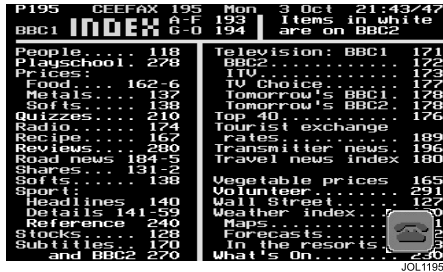 P195 CEEFAX 195 Mon 3 Oct 21:43/47
BBC1 INDEX A-F 193 Items in white
G-O 194 are on BBC2
People..... 118
Playschool. 278
Prices:
Food.... 162-6
Metals..... 137
Softs...... 138
Quizzes..... 210
Radio....... 174
Recipe...... 167
Reviews..... 280
Road news 184-5
Shares... 131-2
Softs....... 138
Sport:
Headlines 140
Details 141-59
Reference 240
Stocks...... 128
Subtitles.. 170
and BBC2 270
Television: BBC1 171
BBC2............ 172
ITV............. 173
TV Choice....... 172
Tomorrow's BBC1. 178
Tomorrow's BBC2. 178
Top 40........... 176
Tourist exchange
rates.......... 189
Transmitter news. 196
Travel news index 180
Vegetable prices 165
Volunteer........ 291
Wall Street...... 127
Weather index....
Maps............
Forecasts.......
In the resorts..
What's On........
JOL1195